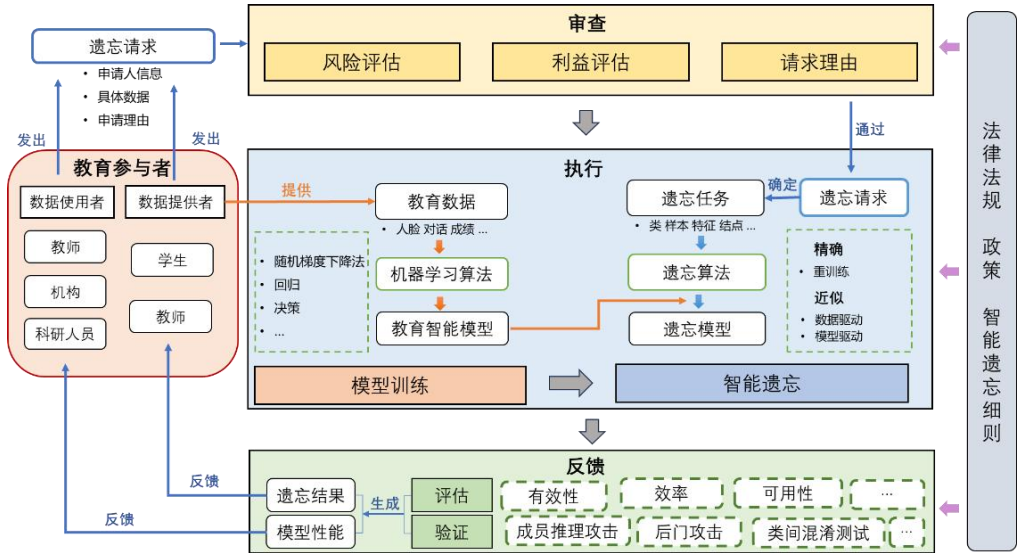 遗忘请求
• 申请人信息
• 具体数据
• 申请理由
发出
发出
教育参与者
数据使用者
数据提供者
教师
机构
科研人员
学生
教师
审查
风险评估
利益评估
请求理由
通过
执行
提供
教育数据
• 人脸 对话 成绩 ...
• 随机梯度下降法
• 回归
• 决策
• ...
机器学习算法
教育智能模型
遗忘任务
确定
遗忘请求
• 类 样本 特征 结点 ...
遗忘算法
遗忘模型
精确
• 重训练
近似
• 数据驱动
• 模型驱动
模型训练
智能遗忘
反馈
反馈
反馈
遗忘结果
模型性能
生成
评估
验证
有效性
效率
可用性
...
成员推理攻击
后门攻击
类间混淆测试
...
法律法规 政策 智能遗忘细则